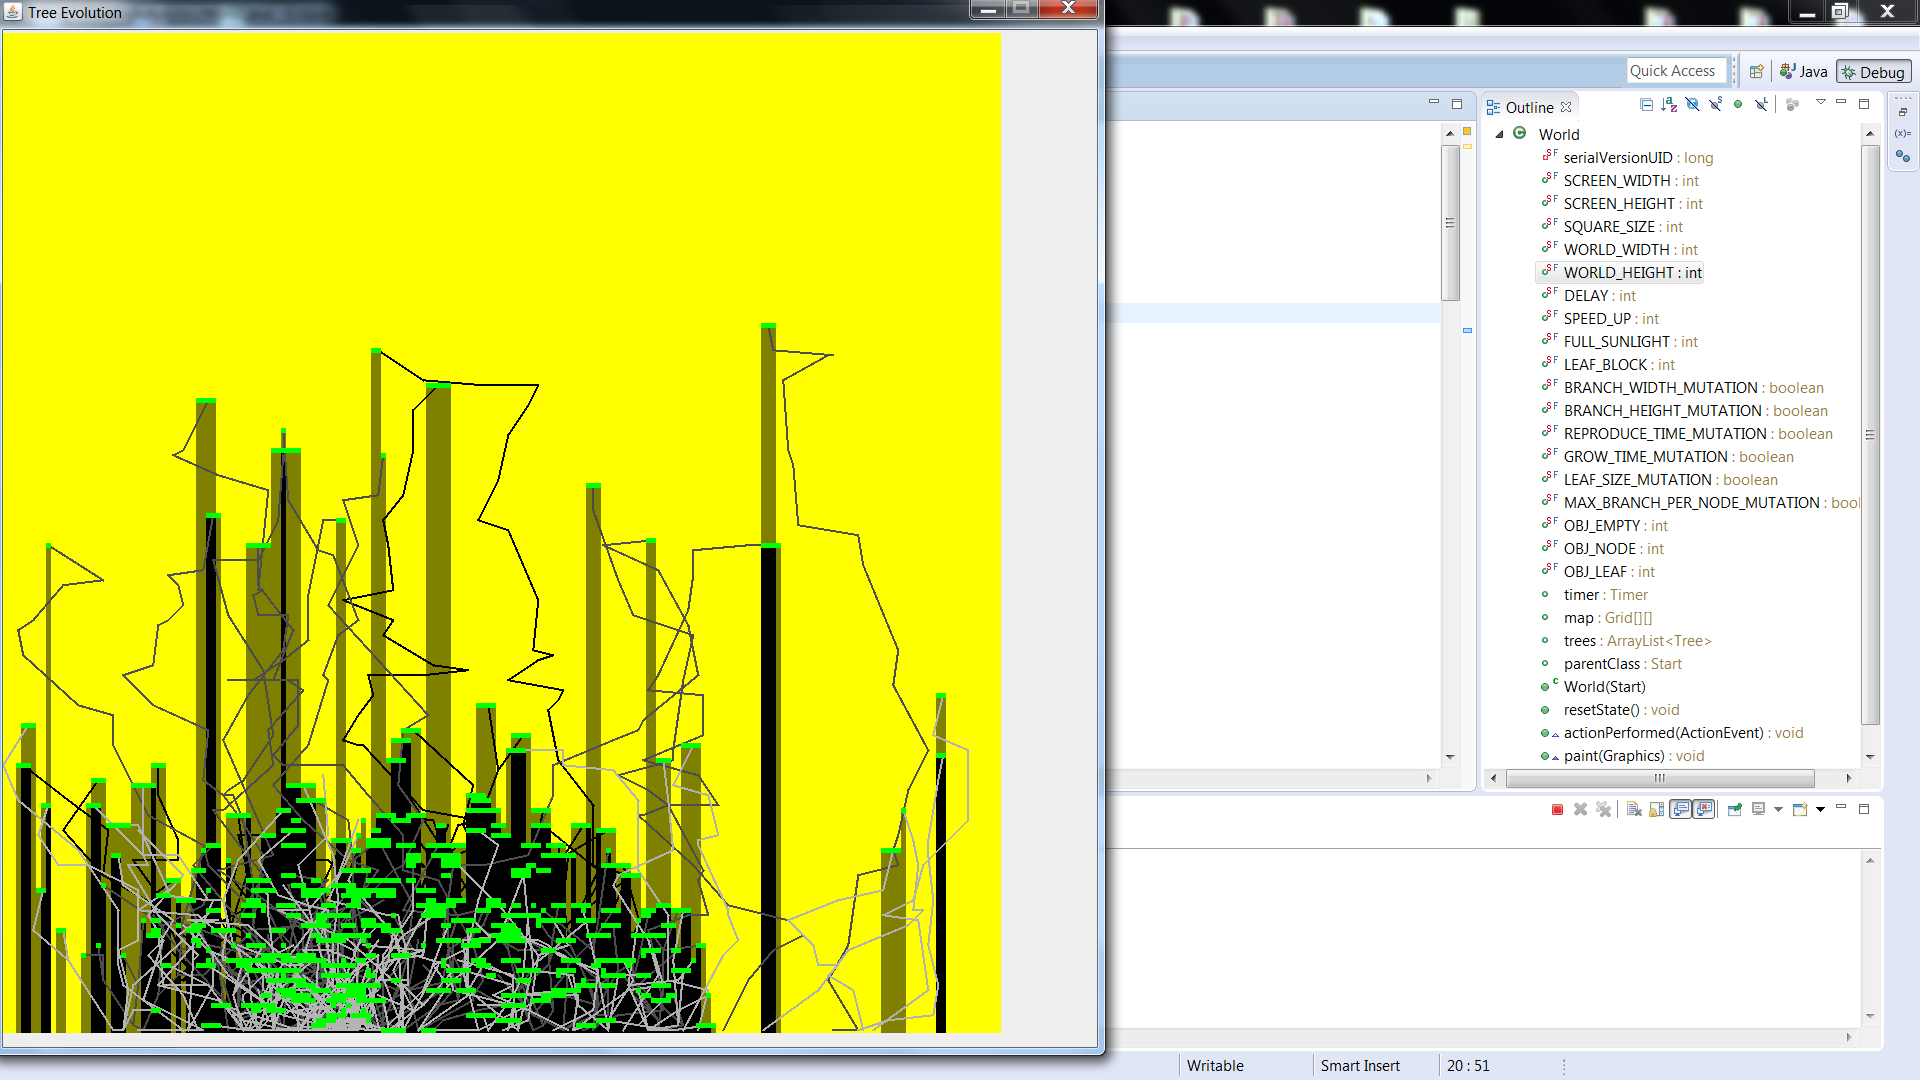 Tree Evolution
Quick Access
Java
Debug
Outline
World
serialVersionUID : long
SCREEN_WIDTH : int
SCREEN_HEIGHT : int
SQUARE_SIZE : int
WORLD_WIDTH : int
WORLD_HEIGHT : int
DELAY : int
SPEED_UP : int
FULL_SUNLIGHT : int
LEAF_BLOCK : int
BRANCH_WIDTH_MUTATION : boolean
BRANCH_HEIGHT_MUTATION : boolean
REPRODUCE_TIME_MUTATION : boolean
GROW_TIME_MUTATION : boolean
LEAF_SIZE_MUTATION : boolean
MAX_BRANCH_PER_NODE_MUTATION : bool
OBJ_EMPTY : int
OBJ_NODE : int
OBJ_LEAF : int
timer : Timer
map : Grid[][]
trees : ArrayList<Tree>
parentClass : Start
World(Start)
resetState() : void
actionPerformed(ActionEvent) : void
paint(Graphics) : void
Writable
Smart Insert
20 : 51